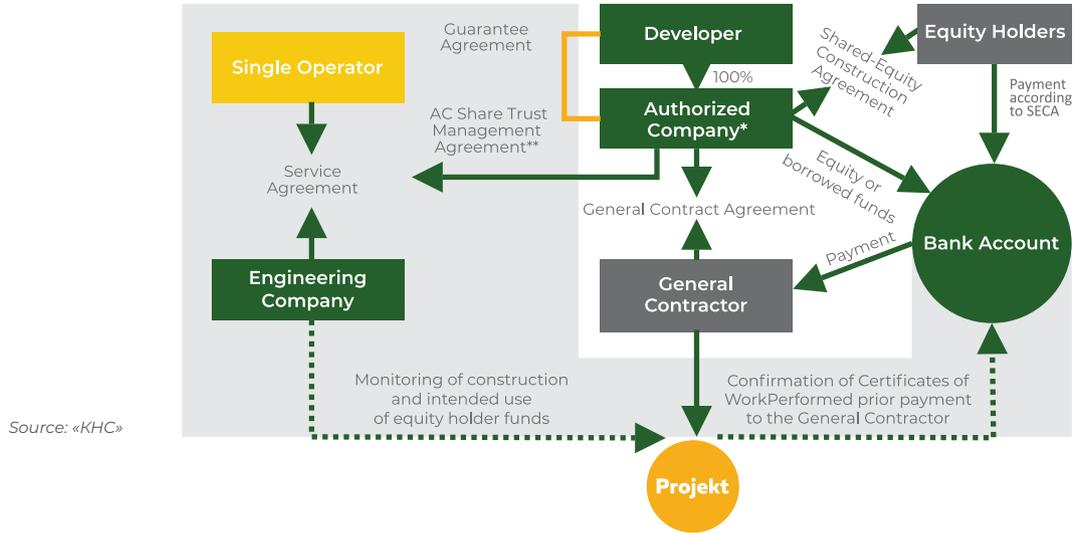 Guarantee
Agreement
Developer
Equity Holders
Single Operator
Shared-Equity
Construction
Agreement
100%
Payment
according
to SECA
AC Share Trust
Management
Agreement**
Authorized
Company*
Service
Agreement
Equity or
borrowed funds
General Contract Agreement
Payment
Bank Account
Engineering
Company
General
Contractor
Monitoring of construction
and intended use
of equity holder funds
Confirmation of Certificates of
WorkPerformed prior payment
to the General Contractor
Source: «КНС»
Projekt